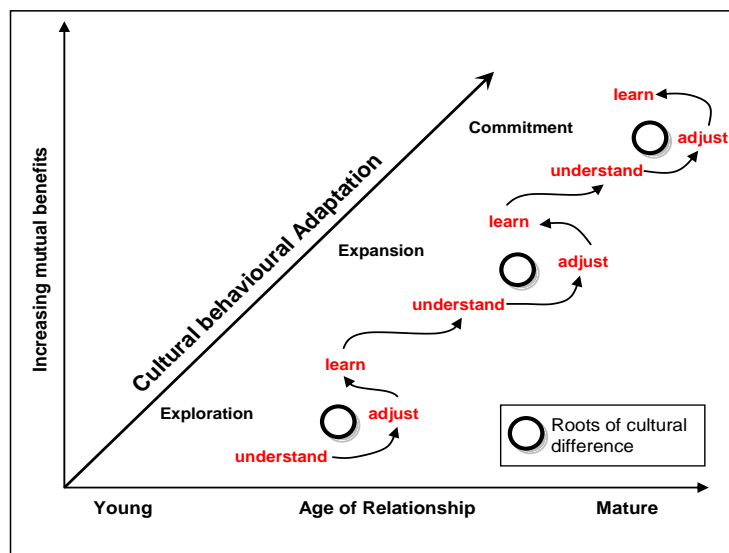 learn
Commitment
adjust
understand
learn
Expansion
adjust
understand
Cultural behavioural Adaptation
Increasing mutual benefits
learn
Exploration
adjust
understand
Roots of cultural
difference
Young
Age of Relationship
Mature